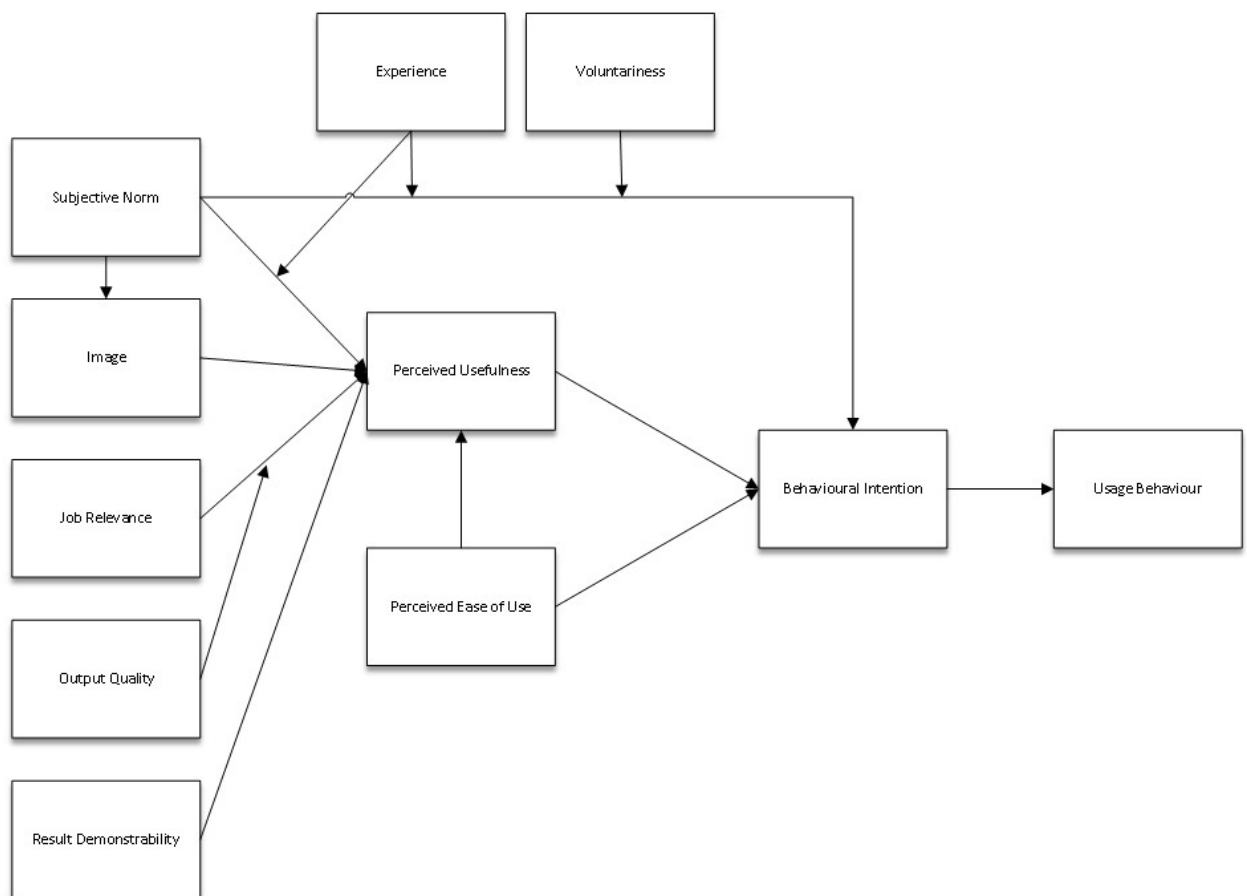 Experience
Voluntariness
Subjective Norm
Image
Perceived Usefulness
Behavioural Intention
Usage Behaviour
Job Relevance
Perceived Ease of Use
Output Quality
Result Demonstrability